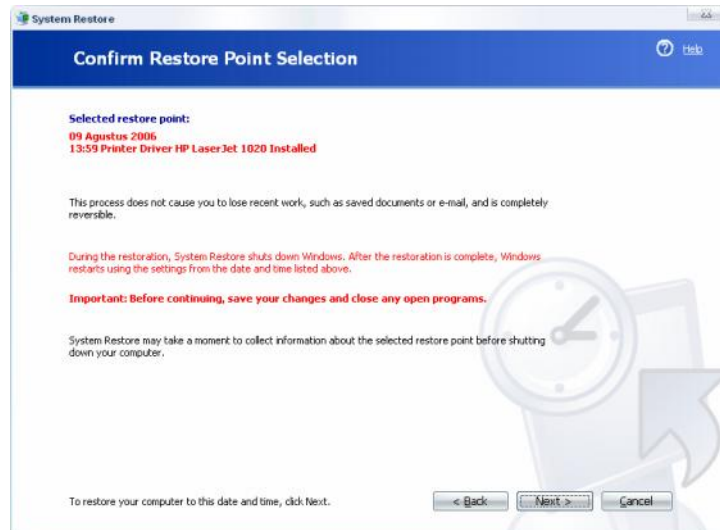 System Restore
Confirm Restore Point Selection
Help
Selected restore point:
09 Agustus 2006
13:59 Printer Driver HP LaserJet 1020 Installed
This process does not cause you to lose recent work, such as saved documents or e-mail, and is completely
reversible.
During the restoration, System Restore shuts down Windows. After the restoration is complete, Windows
restarts using the settings from the date and time listed above.
Important: Before continuing, save your changes and close any open programs.
System Restore may take a moment to collect information about the selected restore point before shutting
down your computer.
To restore your computer to this date and time, click Next.
< Back
Next >
Cancel